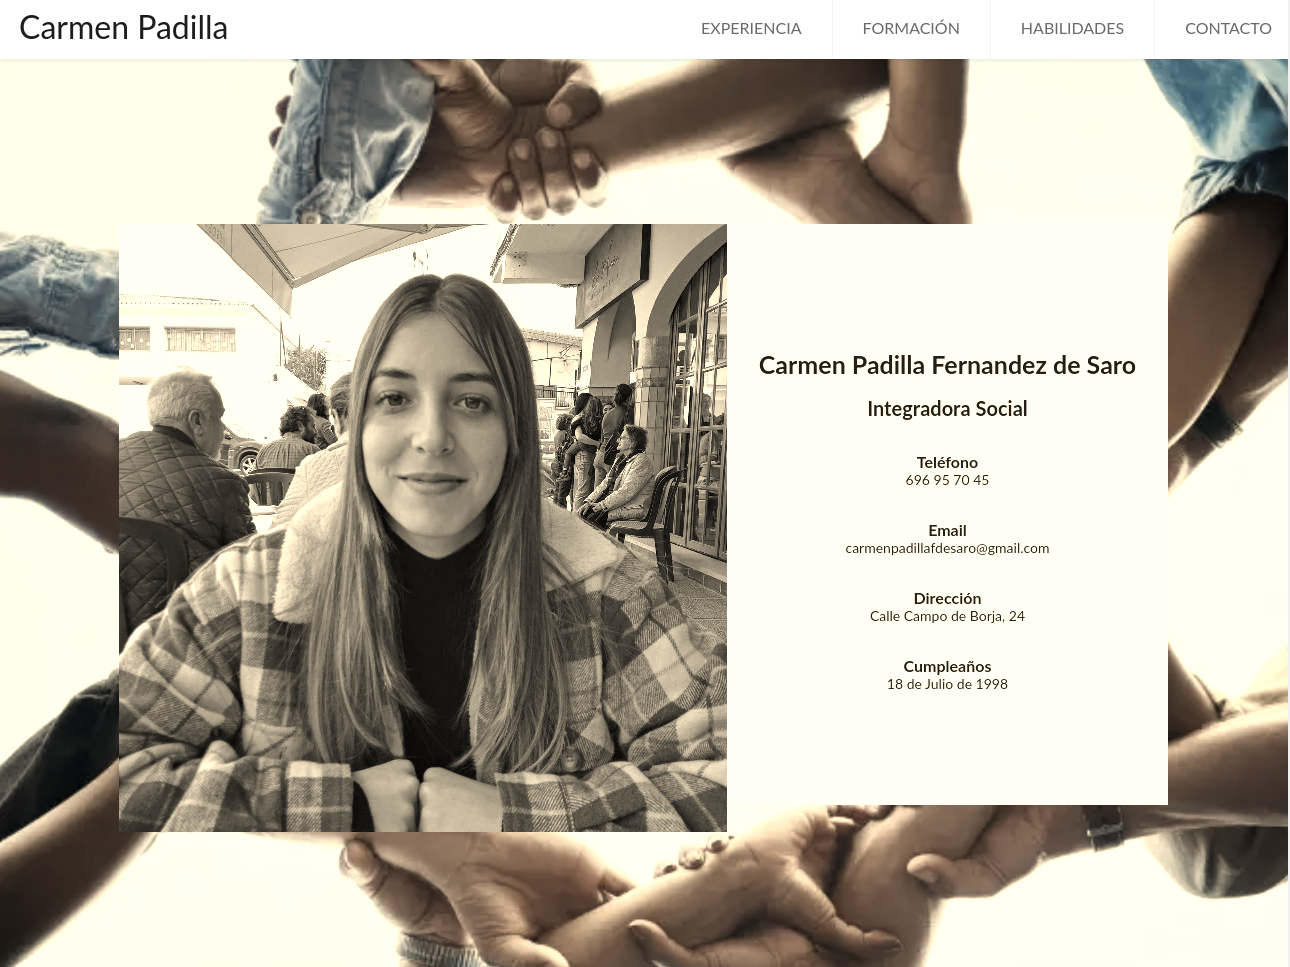 Carmen Padilla
EXPERIENCIA
FORMACIÓN
HABILIDADES
CONTACTO
Carmen Padilla Fernandez de Saro
Integradora Social
Teléfono
696 95 70 45
Email
carmenpadillafdesaro@gmail.com
Dirección
Calle Campo de Borja, 24
Cumpleaños
18 de Julio de 1998